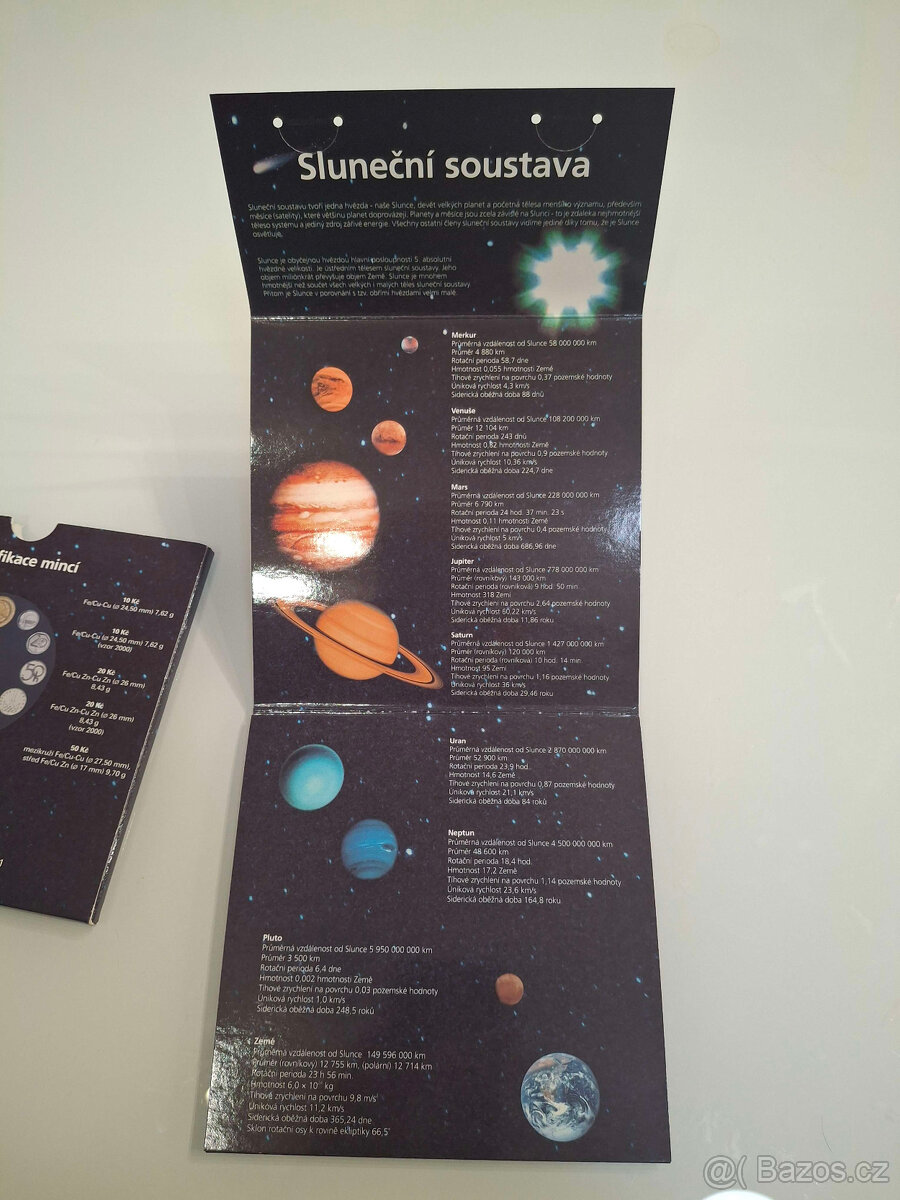 Sluneční soustava
Sluneční soustavu tvoří jedna hvězda - naše Slunce, devět velkých planet a početná tělesa menšího významu, především
měsíce (satelity), které většinu planet doprovázejí. Planety a měsíce jsou zcela závislé na Slunci - to je zdaleka nejhmotnější
těleso systému a jediný zdroj zářivé energie. Všechny ostatní členy sluneční soustavy vidíme jedině díky tomu, že je Slunce
osvětluje.
Slunce je obyčejnou hvězdou hlavní posloupnosti 5. absolutní
hvězdné velikosti. Je ústředním tělesem sluneční soustavy. Jeho
objem miliónkrát převyšuje objem Země. Slunce je mnohem
hmotnější než součet všech velkých i malých těles sluneční soustavy.
Přitom je Slunce v porovnání s tzv. obřími hvězdami velmi malé.
Merkur
Průměrná vzdálenost od Slunce 58 000 000 km
Průměr 4 880 km
Rotační perioda 58,7 dne
Hmotnost 0,055 hmotnosti Země
Tíhové zrychlení na povrchu 0,37 pozemské hodnoty
Úniková rychlost 4,3 km/s
Siderická oběžná doba 88 dnů
Venuše
Průměrná vzdálenost od Slunce 108 200 000 km
Průměr 12 104 km
Rotační perioda 243 dnů
Hmotnost 0,82 hmotnosti Země
Tíhové zrychlení na povrchu 0,9 pozemské hodnoty
Úniková rychlost 10,36 km/s
Siderická oběžná doba 224,7 dne
Mars
Průměrná vzdálenost od Slunce 228 000 000 km
Průměr 6 790 km
Rotační perioda 24 hod. 37 min. 23 s
Hmotnost 0,11 hmotnosti Země
Tíhové zrychlení na povrchu 0,4 pozemské hodnoty
Úniková rychlost 5 km/s
Siderická oběžná doba 686,96 dne
Jupiter
Průměrná vzdálenost od Slunce 778 000 000 km
Průměr (rovníkový) 143 000 km
Rotační perioda (rovníková) 9 hod. 50 min.
Hmotnost 318 Zemí
Tíhové zrychlení na povrchu 2,64 pozemské hodnoty
Úniková rychlost 60,22 km/s
Siderická oběžná doba 11,86 roku
Saturn
Průměrná vzdálenost od Slunce 1 427 000 000 km
Průměr (rovníkový) 120 000 km
Rotační perioda (rovníková) 10 hod. 14 min.
Hmotnost 95 Zemí
Tíhové zrychlení na povrchu 1,16 pozemské hodnoty
Úniková rychlost 36 km/s
Siderická oběžná doba 29,46 roku
Uran
Průměrná vzdálenost od Slunce 2 870 000 000 km
Průměr 52 900 km
Rotační perioda 23,9 hod.
Hmotnost 14,6 Země
Tíhové zrychlení na povrchu 0,87 pozemské hodnoty
Úniková rychlost 21,1 km/s
Siderická oběžná doba 84 roků
Neptun
Průměrná vzdálenost od Slunce 4 500 000 000 km
Průměr 48 600 km
Rotační perioda 18,4 hod.
Hmotnost 17,2 Země
Tíhové zrychlení na povrchu 1,14 pozemské hodnoty
Úniková rychlost 23,6 km/s
Siderická oběžná doba 164,8 roku
Pluto
Průměrná vzdálenost od Slunce 5 950 000 000 km
Průměr 3 500 km
Rotační perioda 6,4 dne
Hmotnost 0,002 hmotnosti Země
Tíhové zrychlení na povrchu 0,03 pozemské hodnoty
Úniková rychlost 1,0 km/s
Siderická oběžná doba 248,5 roků
Země
Průměrná vzdálenost od Slunce 149 596 000 km
Průměr (rovníkový) 12 755 km, (polární) 12 714 km
Rotační perioda 23 h 56 min.
Hmotnost 6,0 × kg
Tíhové zrychlení na povrchu 9,8 m/s
Úniková rychlost 11,2 km/s
Siderická oběžná doba 365,24 dne
Sklon rotační osy k rovině ekliptiky 66,5°
fikace mincí
10 Kč
Fe/Cu-Cu (ø 24,50 mm) 7,62 g
10 Kč
Fe/Cu-Cu (ø 24,50 mm) 7,62 g
(vzor 2000)
20 Kč
Fe/Cu Zn-Cu Zn (ø 26 mm)
8,43 g
20 Kč
Fe/Cu Zn-Cu Zn (ø 26 mm)
8,43 g
(vzor 2000)
50 Kč
mezikruží Fe/Cu-Cu (ø 27,50 mm),
střed Fe/Cu Zn (ø 17 mm) 9,70 g
50
@( Bazos.cz